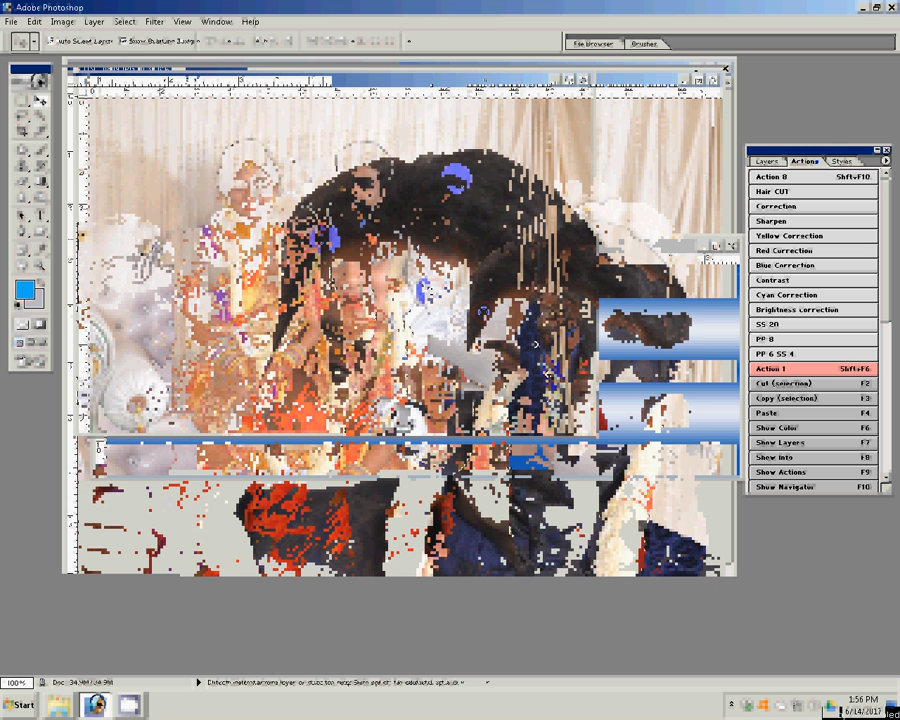 Adobe Photoshop
File Edit Image Layer Select Filter View Window Help
File Browser Brushes
Layers Actions Styles
Action 8 Shft+F10
Hair CUT
Correction
Sharpen
Yellow Correction
Red Correction
Blue Correction
Contrast
Cyan Correction
Brightness correction
SS 20
PP 8
PP 6 SS 4
Action 1 Shft+F6
Cut (selection) F2
Copy (selection) F3
Paste F4
Show Color F6
Show Layers F7
Show Info F8
Show Actions F9
Show Navigator F10
100%
Start
1:56 PM
6/14/2017